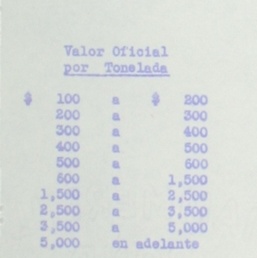 Valor Oficial
por Tonelada
$ 100 a $ 200
200 a 300
300 a 400
400 a 500
500 a 600
600 a 1,500
1,500 a 2,500
2,500 a 3,500
3,500 a 5,000
5,000 en adelante